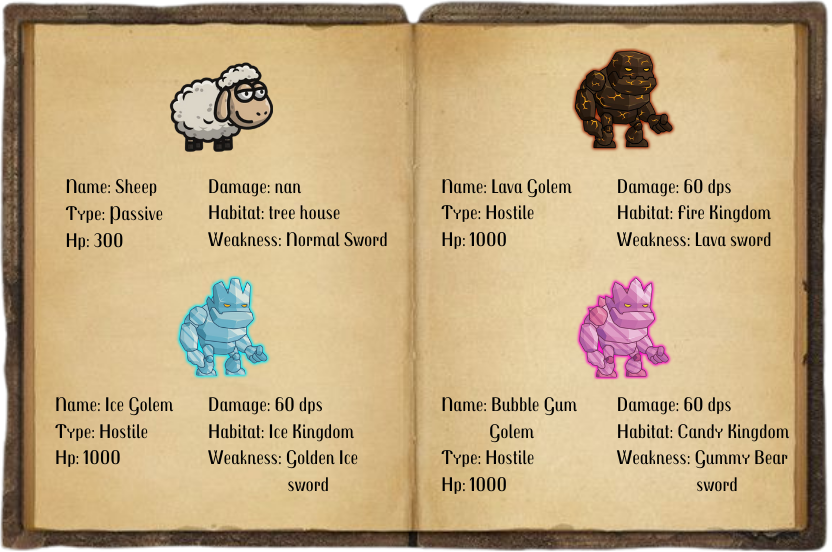 Name: Sheep
Type: Passive
Hp: 300
Damage: nan
Habitat: tree house
Weakness: Normal Sword
Name: Ice Golem
Type: Hostile
Hp: 1000
Damage: 60 dps
Habitat: Ice Kingdom
Weakness: Golden Ice
sword
Name: Lava Golem
Type: Hostile
Hp: 1000
Damage: 60 dps
Habitat: Fire Kingdom
Weakness: Lava sword
Name: Bubble Gum
Golem
Type: Hostile
Hp: 1000
Damage: 60 dps
Habitat: Candy Kingdom
Weakness: Gummy Bear
sword